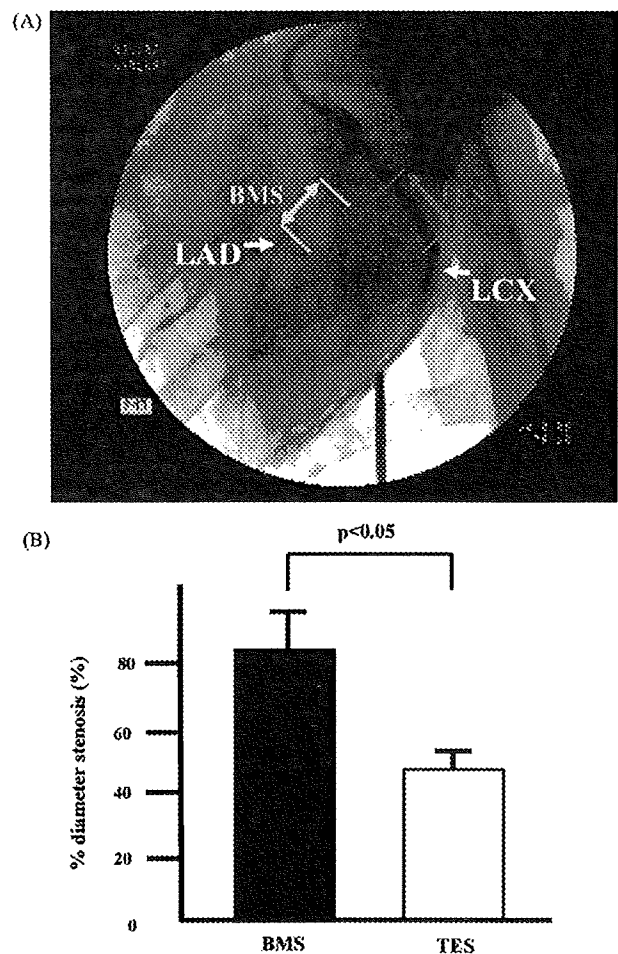 (A)
BMS
LAD
LCX
(B)
p<0.05
% diameter stenosis (%)
80
60
40
20
0
BMS
TES